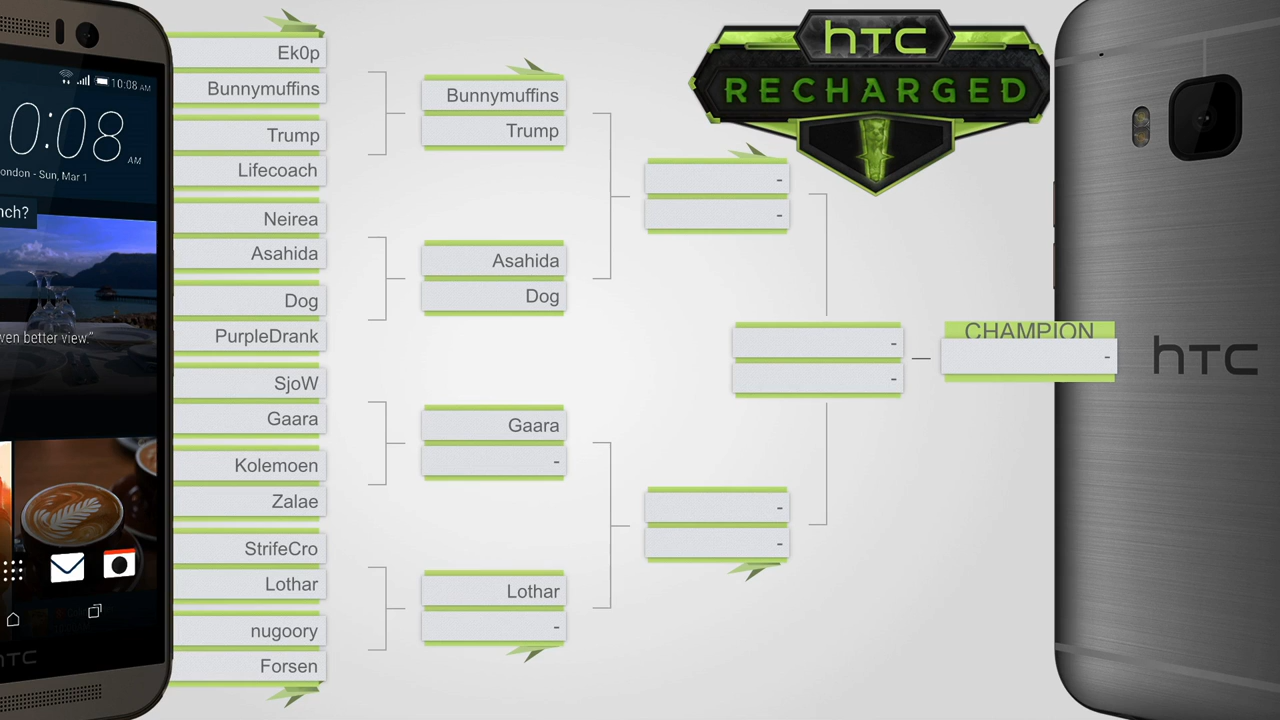 10:08 AM
0:08
AM
ondon - Sun, Mar 1
nch?
ven better view.”
HTC
Ek0p
Bunnymuffins
Trump
Lifecoach
Neirea
Asahida
Dog
PurpleDrank
SjoW
Gaara
Kolemoen
Zalae
StrifeCro
Lothar
nugoory
Forsen
Bunnymuffins
Trump
Asahida
Dog
Gaara
-
Lothar
-
-
-
-
-
-
-
CHAMPION
-
hTC
RECHARGED
hTC